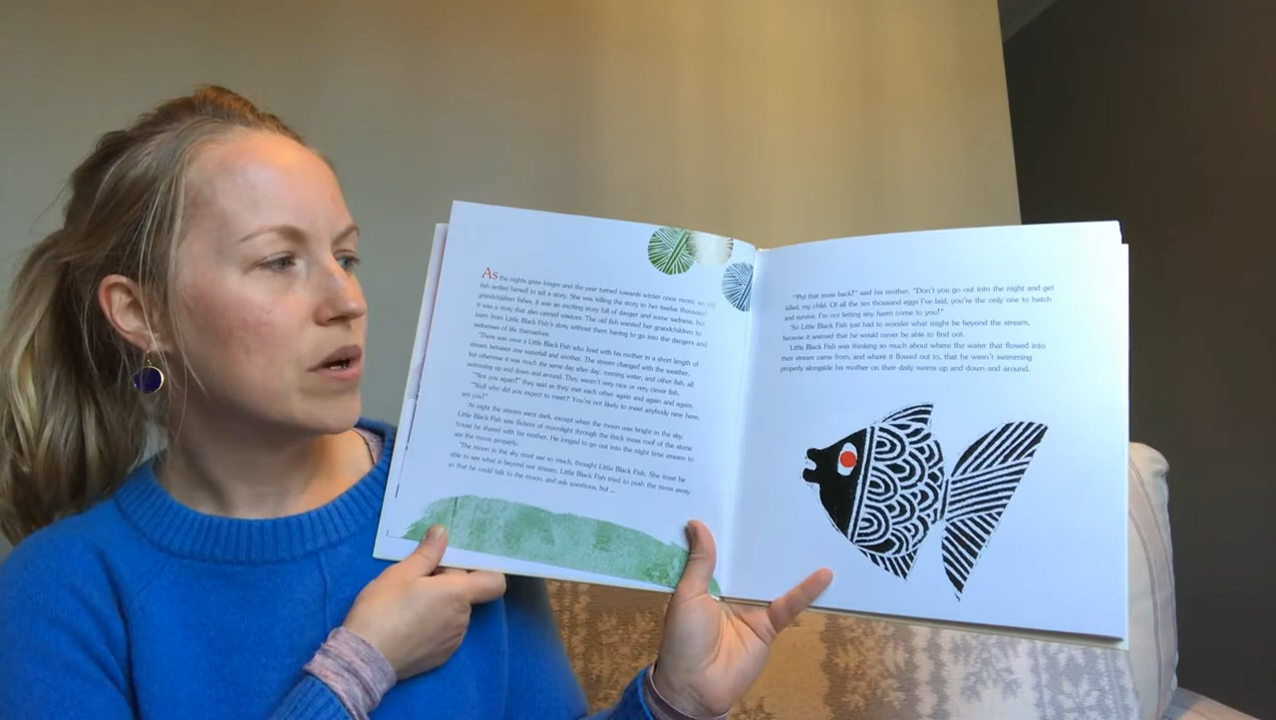 As the nights grew longer and the year turned towards winter once more, an old
fish settled herself to tell a story. She was telling the story to her twelve thousand
grandchildren fishes. It was an exciting story full of danger and some sadness, but
it was a story that also carried wisdom. The old fish wanted her grandchildren to
learn from Little Black Fish's story without them having to go into the dangers and
sadnesses of life themselves.
'There was once a Little Black Fish who lived with his mother in a short length of
stream between one waterfall and another. The stream changed with the weather,
but otherwise it was much the same day after day: running water, and other fish, all
swimming up and down and around. They weren't very nice or very clever fish.
'"Not you again!" they said as they met each other again and again and again.
'"Well who did you expect to meet? You're not likely to meet anybody new here,
are you!"
'At night the stream went dark, except when the moon was bright in the sky.
Little Black Fish saw flickers of moonlight through the thick moss roof of the stone
house he shared with his mother. He longed to go out into the night time stream to
see the moon properly.
'The moon in the sky must see so much, thought Little Black Fish. She must be
able to see what is beyond our stream. Little Black Fish tried to push the moss away
so that he could talk to the moon, and ask questions, but ...
'"Put that moss back!" said his mother. "Don't you go out into the night and get
killed, my child. Of all the ten thousand eggs I've laid, you're the only one to hatch
and survive. I'm not letting any harm come to you!"
'So Little Black Fish just had to wonder what might be beyond the stream,
because it seemed that he would never be able to find out.
'Little Black Fish was thinking so much about where the water that flowed into
their stream came from, and where it flowed out to, that he wasn't swimming
properly alongside his mother on their daily swims up and down and around.